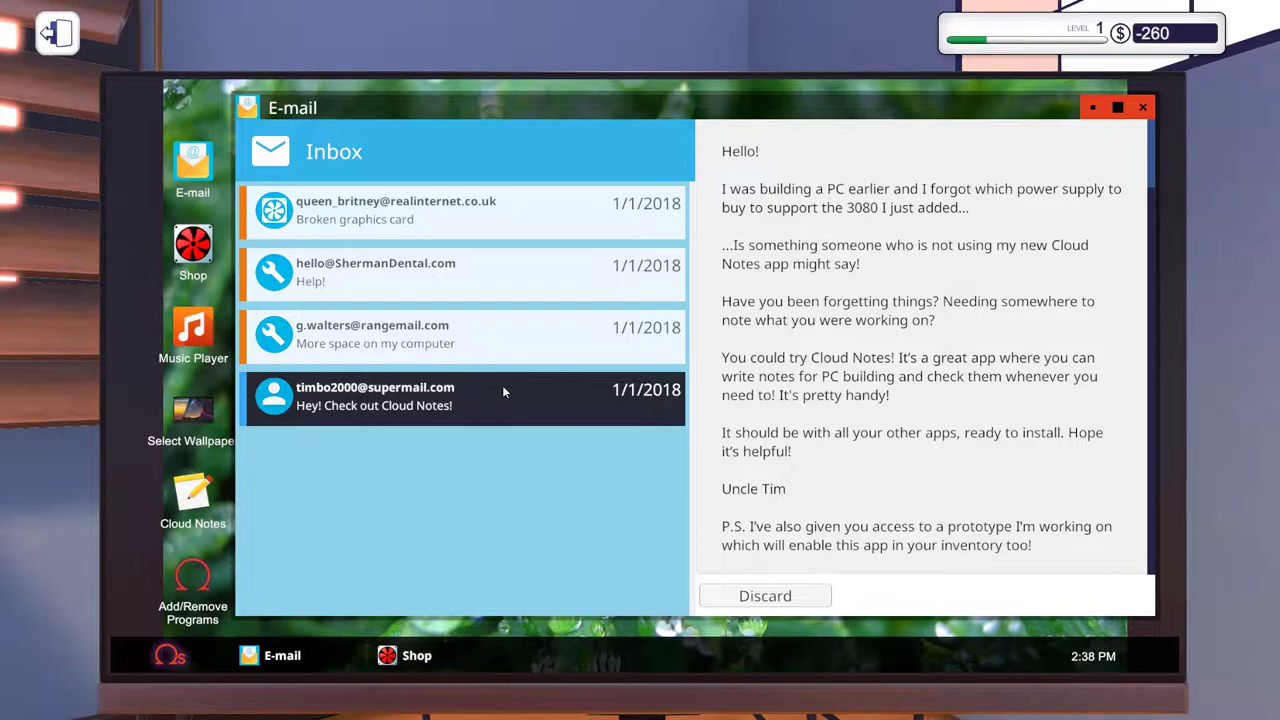 LEVEL 1 $ -260
E-mail
Inbox
queen_britney@realinternet.co.uk 1/1/2018
Broken graphics card
hello@ShermanDental.com 1/1/2018
Help!
g.walters@rangemail.com 1/1/2018
More space on my computer
timbo2000@supermail.com 1/1/2018
Hey! Check out Cloud Notes!
Hello!
I was building a PC earlier and I forgot which power supply to
buy to support the 3080 I just added...
...Is something someone who is not using my new Cloud
Notes app might say!
Have you been forgetting things? Needing somewhere to
note what you were working on?
You could try Cloud Notes! It's a great app where you can
write notes for PC building and check them whenever you
need to! It's pretty handy!
It should be with all your other apps, ready to install. Hope
it's helpful!
Uncle Tim
P.S. I've also given you access to a prototype I'm working on
which will enable this app in your inventory too!
Discard
E-mail
Shop
Music Player
Select Wallpape
Cloud Notes
Add/Remove
Programs
Ωs E-mail Shop 2:38 PM